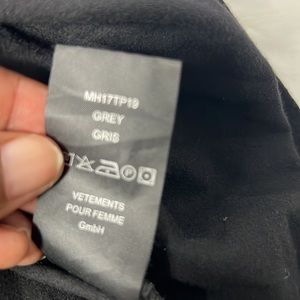 MH17TP19
GREY
GRIS
VETEMENTS
POUR FEMME
GmbH